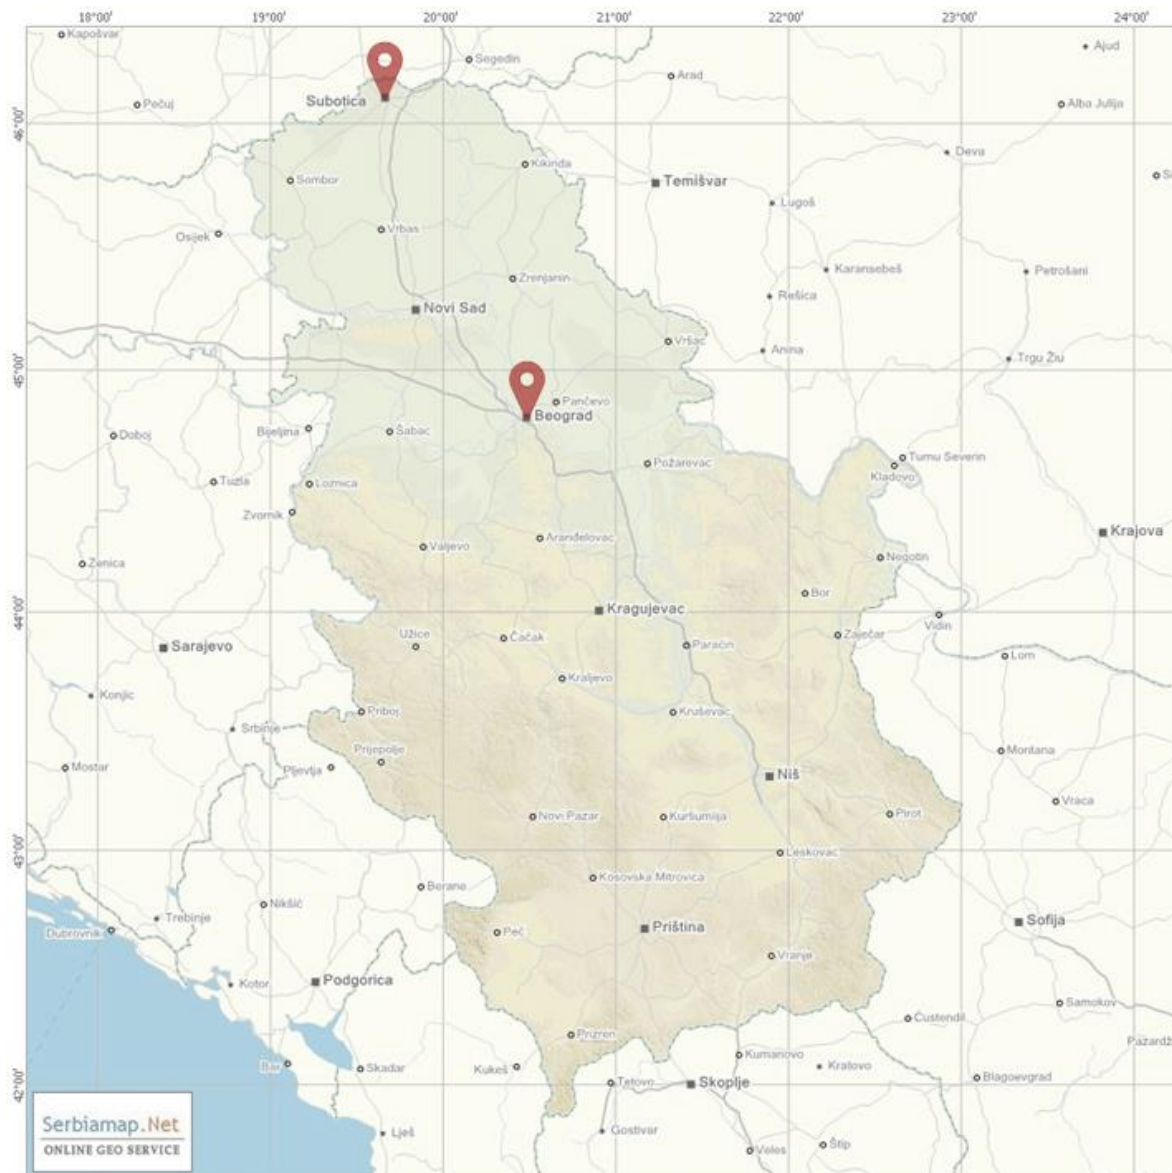 18°00' 19°00' 20°00' 21°00' 22°00' 23°00' 24°00'
Kapošvar
Segedin
Ajud
Arad
Subotica
Pečuj
Alba Julija
46°00'
Deva
Kikinda
Sombor
Temišvar
Lugoš
Vrbas
Osijek
Karansebeš
Petrošani
Zrenjanin
Rešica
Novi Sad
Vršac
Anina
Trgu Žiu
45°00'
Pančevo
Beograd
Bijeljina
Šabac
Doboj
Turnu Severin
Požarevac
Kladovo
Tuzla
Loznica
Zvornik
Krajova
Aranđelovac
Valjevo
Negotin
Zenica
Bor
44°00'
Kragujevac
Vidin
Užice
Čačak
Zaječar
Sarajevo
Paraćin
Lom
Kraljevo
Konjic
Priboj
Kruševac
Srbinje
Montana
Prijepolje
Mostar
Pljevlja
Niš
Vraca
Novi Pazar
Kuršumlija
Pirot
43°00'
Leskovac
Kosovska Mitrovica
Berane
Nikšić
Trebinje
Sofija
Dubrovnik
Peć
Priština
Vranje
Podgorica
Kotor
Samokov
Ćustendil
Prizren
Pazardž
Kumanovo
Bar
Skadar
Kukeš
Kratovo
42°00'
Tetovo
Skoplje
Blagoevgrad
Serbiamap.Net
ONLINE GEO SERVICE
Lješ
Gostivar
Štip
Veles